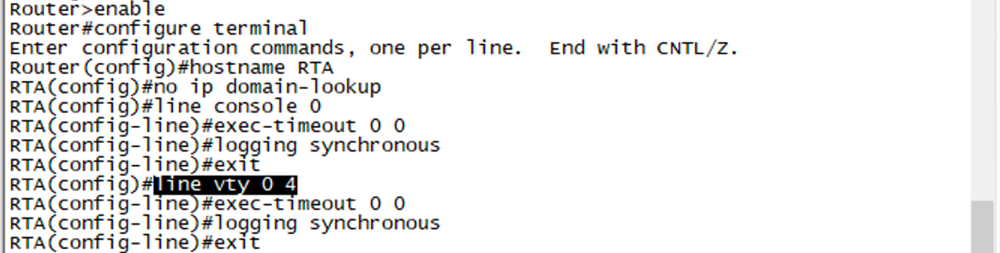 Router>enable
Router#configure terminal
Enter configuration commands, one per line.  End with CNTL/Z.
Router(config)#hostname RTA
RTA(config)#no ip domain-lookup
RTA(config)#line console 0
RTA(config-line)#exec-timeout 0 0
RTA(config-line)#logging synchronous
RTA(config-line)#exit
RTA(config)#line vty 0 4
RTA(config-line)#exec-timeout 0 0
RTA(config-line)#logging synchronous
RTA(config-line)#exit